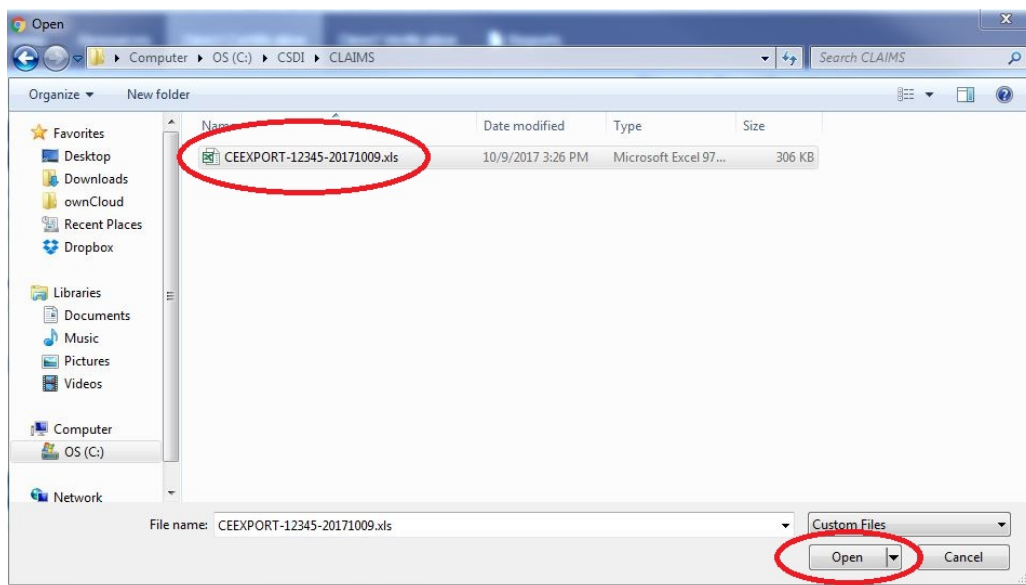 Open
Computer OS (C:) CSDI CLAIMS
Search CLAIMS
Organize New folder
Name Date modified Type Size
CEEXPORT-12345-20171009.xls 10/9/2017 3:26 PM Microsoft Excel 97... 306 KB
Favorites
Desktop
Downloads
ownCloud
Recent Places
Dropbox
Libraries
Documents
Music
Pictures
Videos
Computer
OS (C:)
Network
File name: CEEXPORT-12345-20171009.xls
Custom Files
Open Cancel